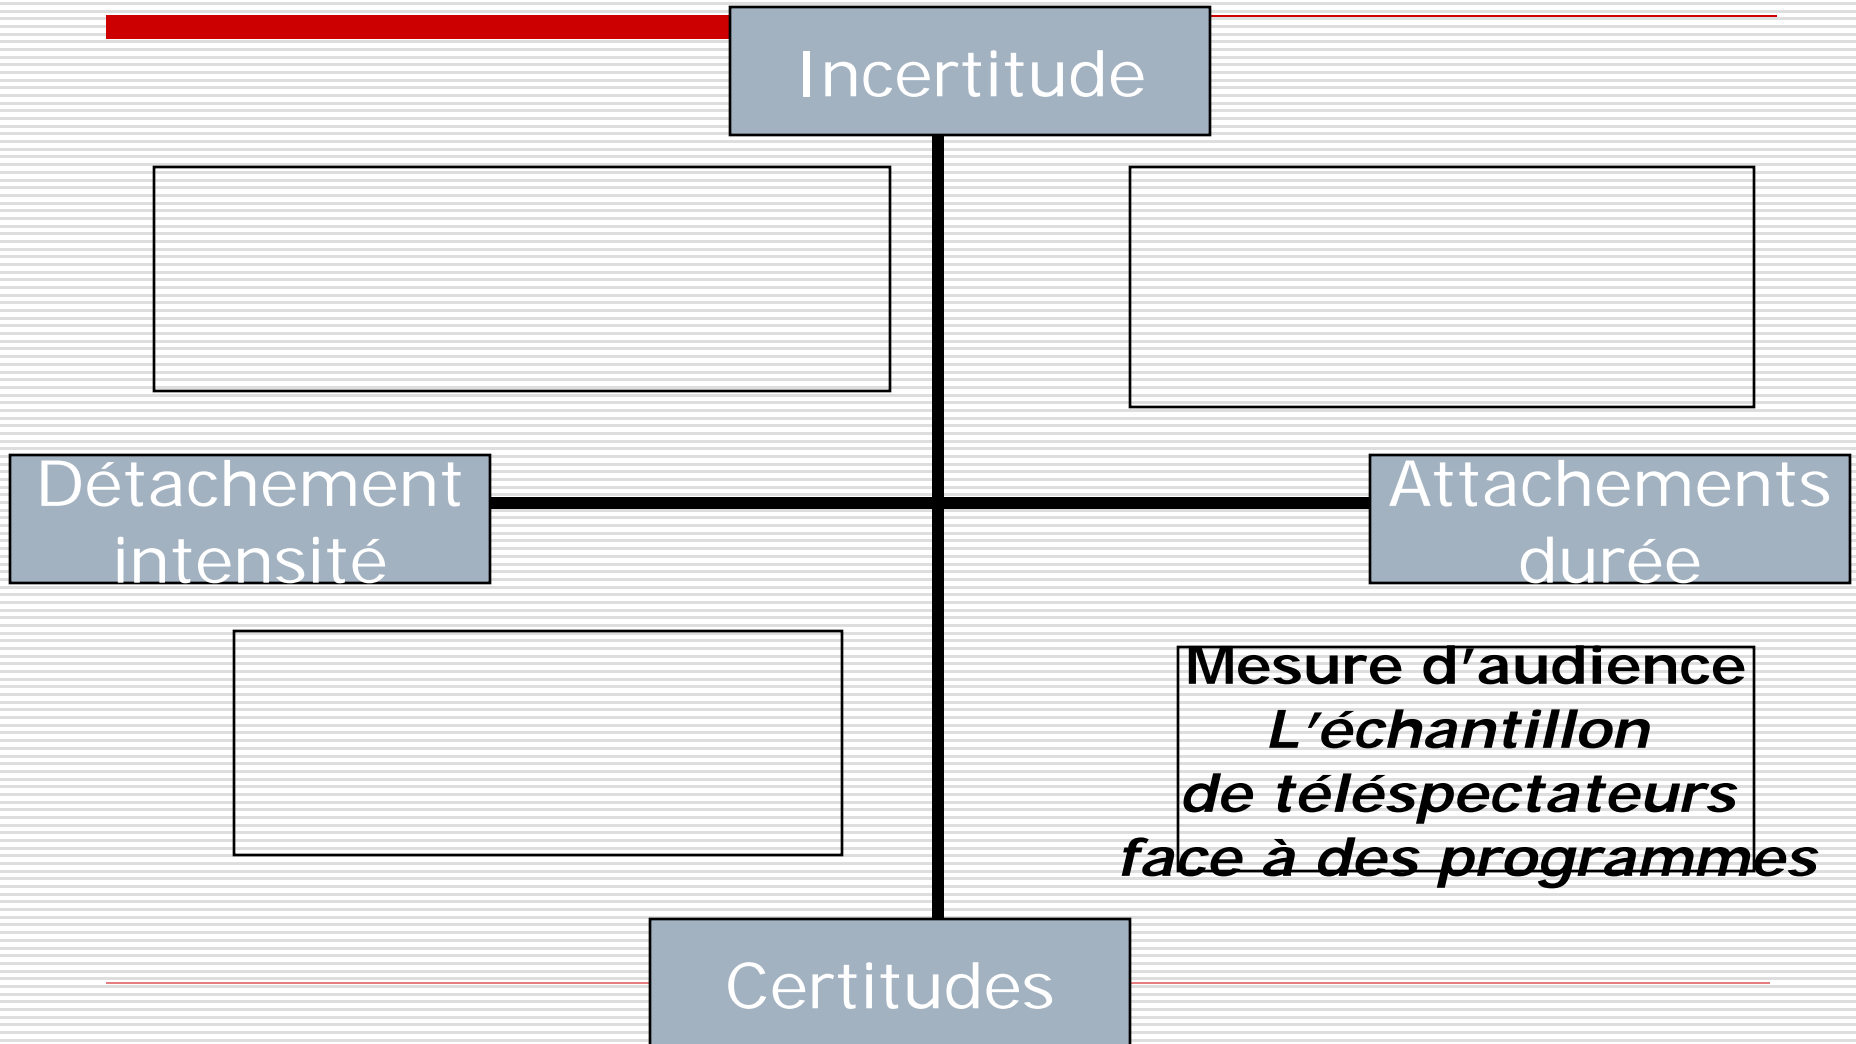 Incertitude
Détachement
intensité
Attachements
durée
Mesure d'audience
L'échantillon
de téléspectateurs
face à des programmes
Certitudes